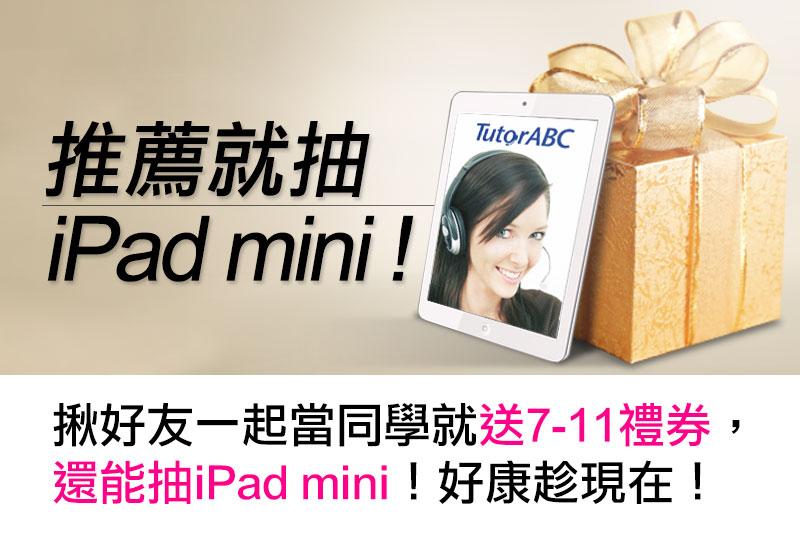 推薦就抽
iPad mini！
TutorABC
揪好友一起當同學就送7-11禮券，
還能抽iPad mini！好康趁現在！